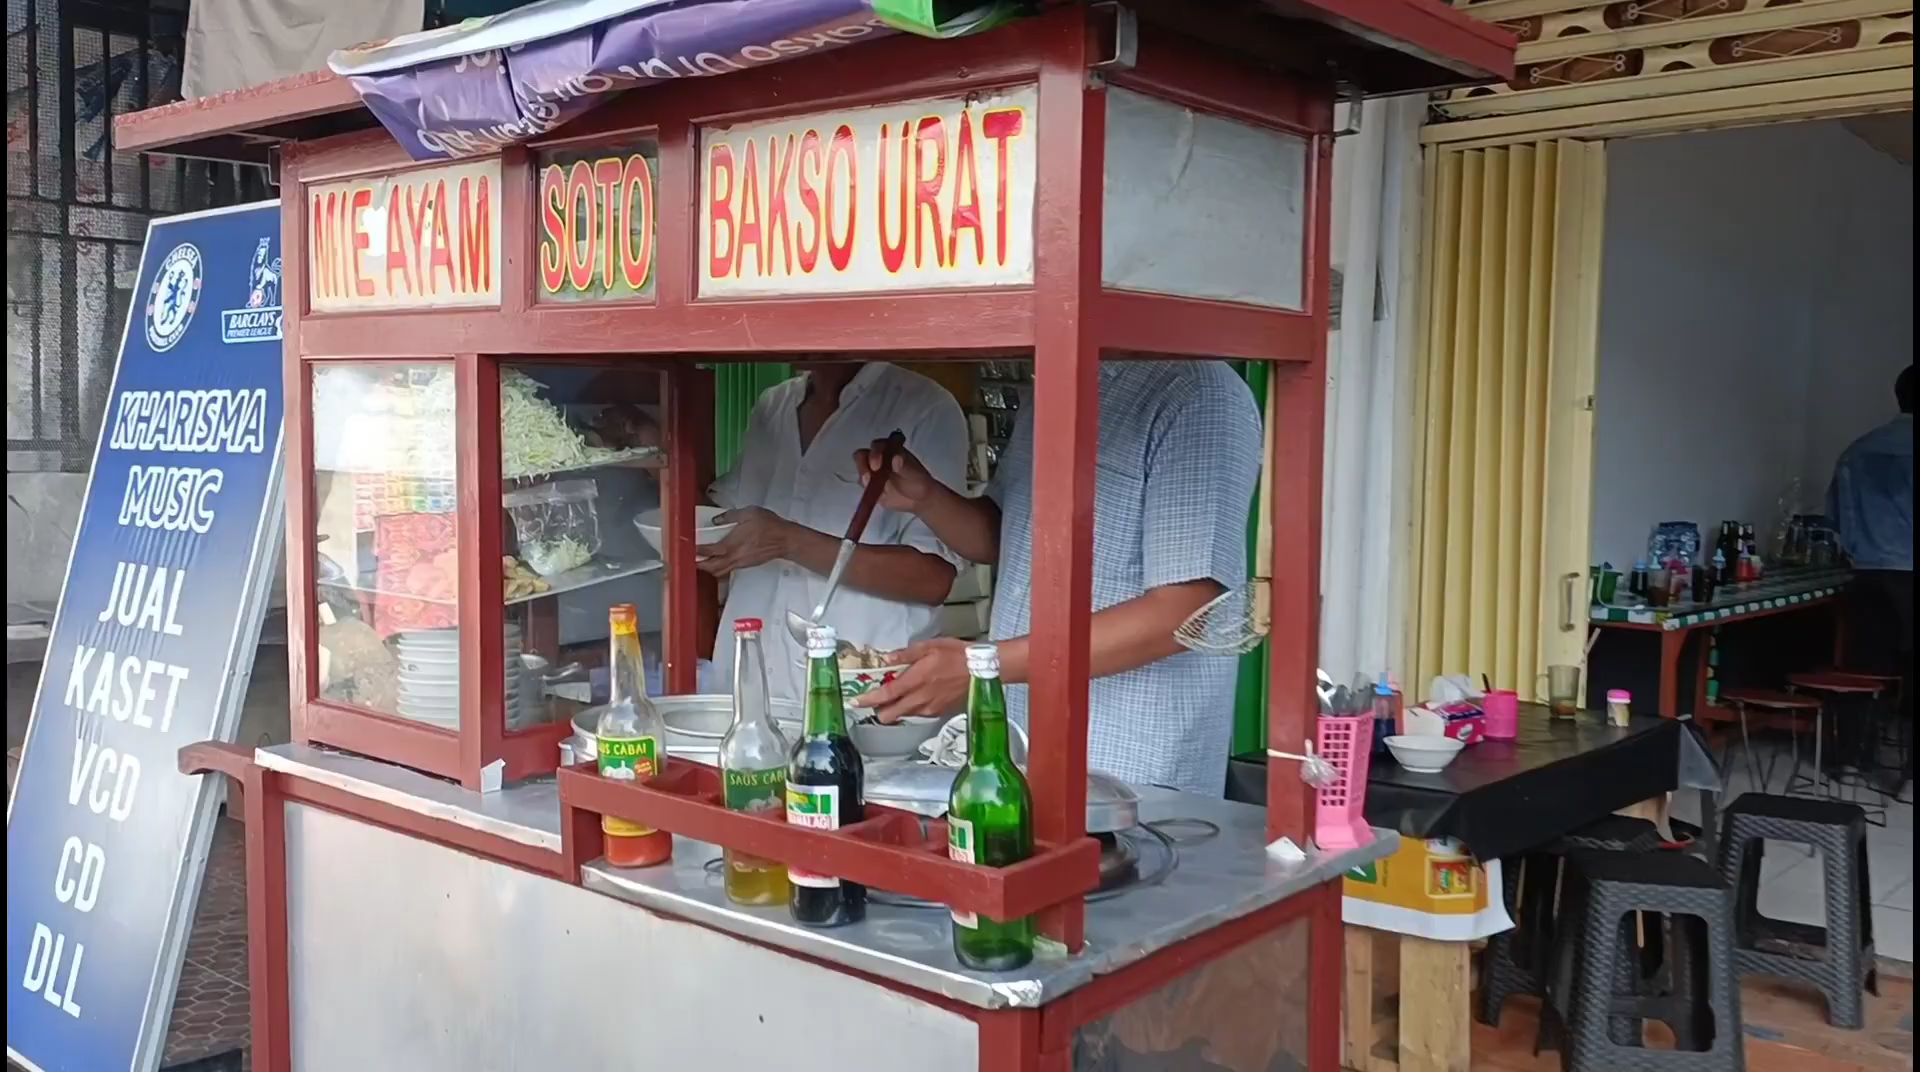 MIE AYAM
SOTO
BAKSO URAT
CHELSEA
BARCLAYS
PREMIER LEAGUE
KHARISMA
MUSIC
JUAL
KASET
VCD
CD
DLL
SAUS CABAI
SAUS CABAI